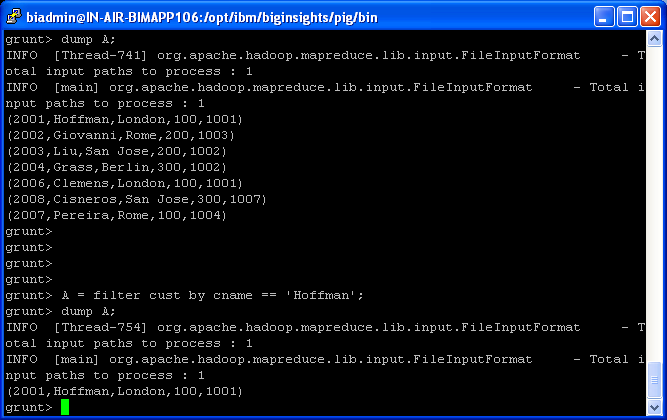 biadmin@IN-AIR-BIMAPP106:/opt/ibm/biginsights/pig/bin
grunt> dump A;
INFO  [Thread-741] org.apache.hadoop.mapreduce.lib.input.FileInputFormat     - T
otal input paths to process : 1
INFO  [main] org.apache.hadoop.mapreduce.lib.input.FileInputFormat     - Total i
nput paths to process : 1
(2001,Hoffman,London,100,1001)
(2002,Giovanni,Rome,200,1003)
(2003,Liu,San Jose,200,1002)
(2004,Grass,Berlin,300,1002)
(2006,Clemens,London,100,1001)
(2008,Cisneros,San Jose,300,1007)
(2007,Pereira,Rome,100,1004)
grunt>
grunt>
grunt>
grunt>
grunt> A = filter cust by cname == 'Hoffman';
grunt> dump A;
INFO  [Thread-754] org.apache.hadoop.mapreduce.lib.input.FileInputFormat     - T
otal input paths to process : 1
INFO  [main] org.apache.hadoop.mapreduce.lib.input.FileInputFormat     - Total i
nput paths to process : 1
(2001,Hoffman,London,100,1001)
grunt>